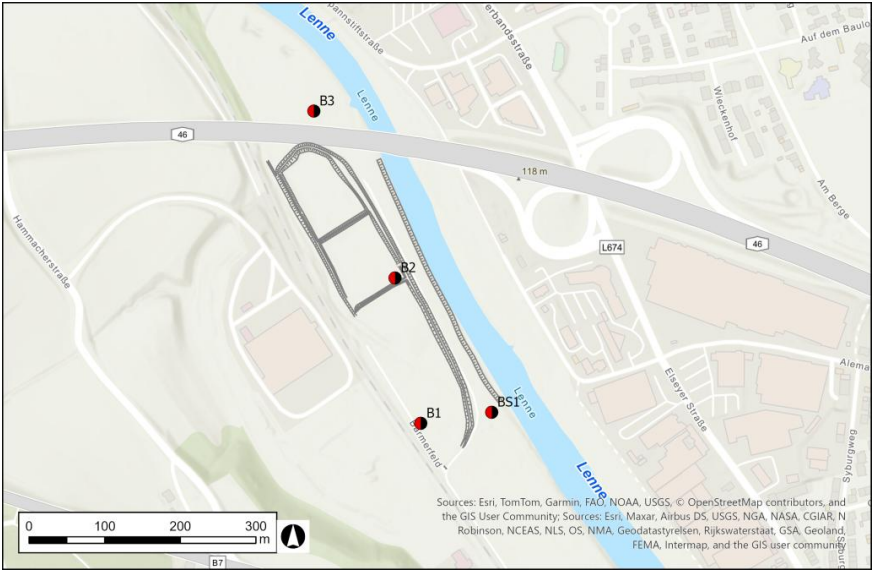 Lenne
pannstiftstraße
erbandsstraße
Auf dem Baulo
Lenne
B3
46
Wieckenhof
118 m
Am Berge
Hammacherstraße
L674
46
B2
Alema
Elseyer Straße
Lenne
BS1
B1
Syburgweg
Lenne
Sources: Esri, TomTom, Garmin, FAO, NOAA, USGS, © OpenStreetMap contributors, and
the GIS User Community; Sources: Esri, Maxar, Airbus DS, USGS, NGA, NASA, CGIAR, N
Robinson, NCEAS, NLS, OS, NMA, Geodatastyrelsen, Rijkswaterstaat, GSA, Geoland,
FEMA, Intermap, and the GIS user community
0 100 200 300
m
B7